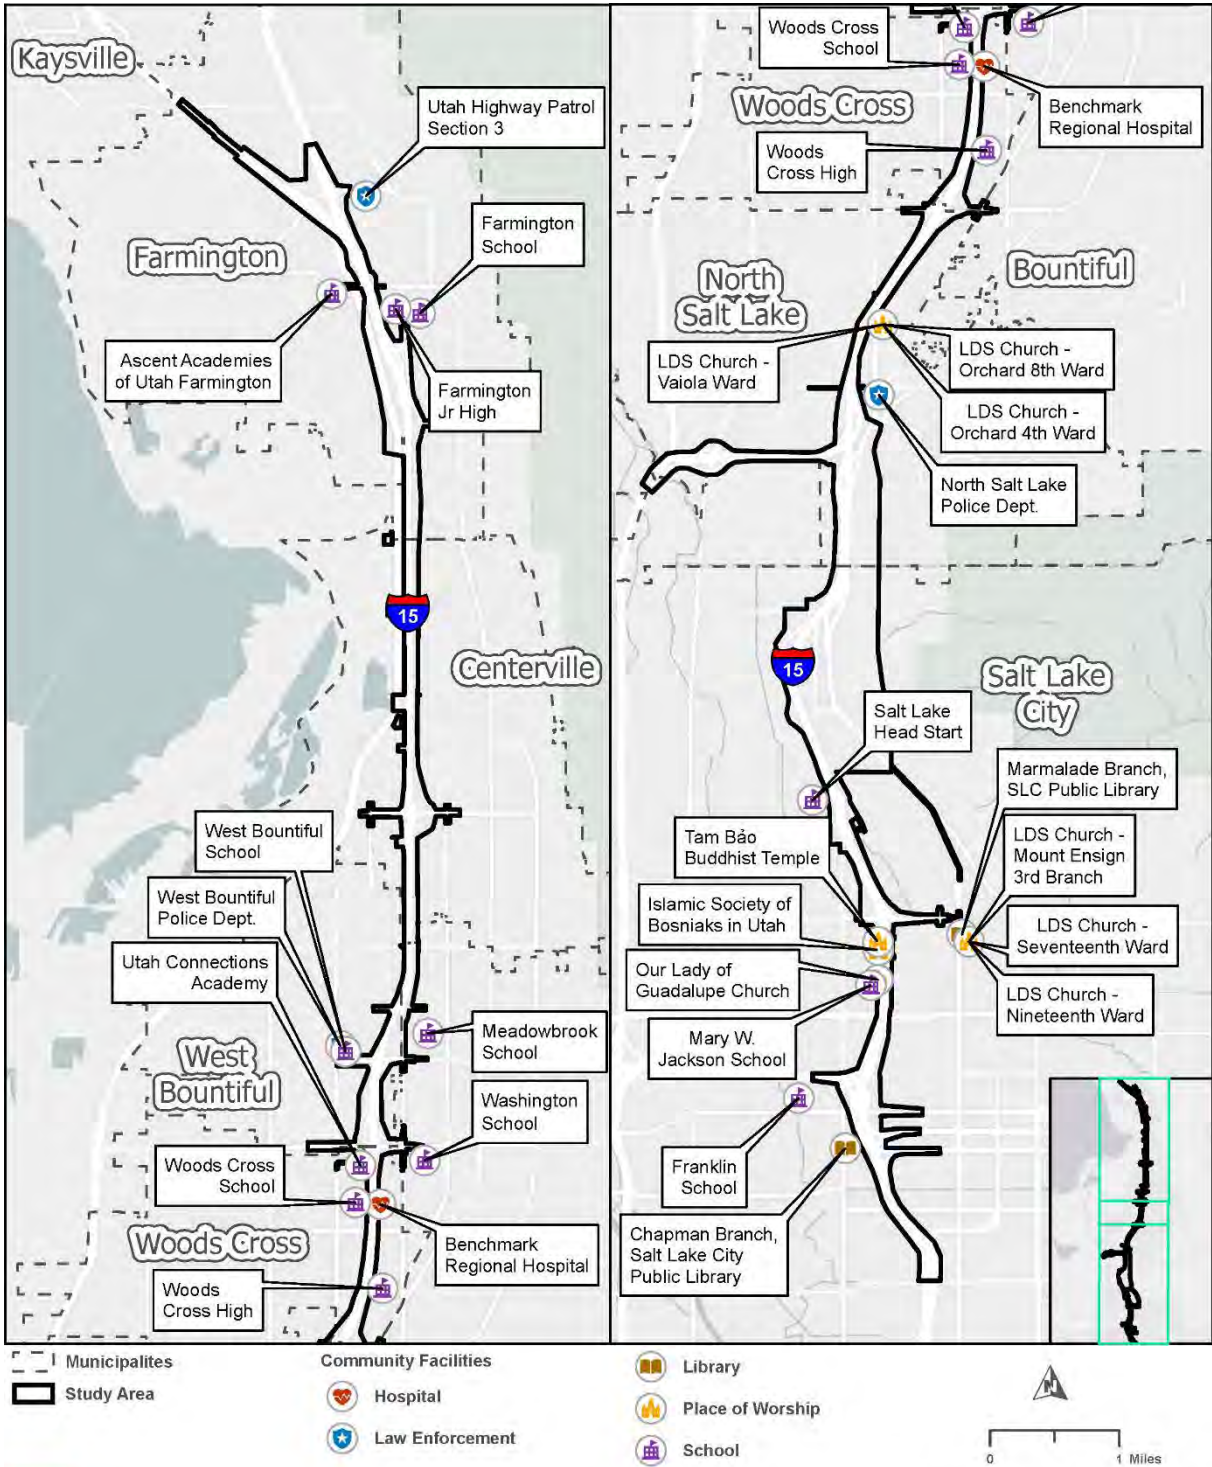 Kaysville
Utah Highway Patrol
Section 3
Farmington
School
Farmington
Ascent Academies
of Utah Farmington
Farmington
Jr High
15
Centerville
West Bountiful
School
West Bountiful
Police Dept.
Utah Connections
Academy
Meadowbrook
School
West
Bountiful
Washington
School
Woods Cross
School
Woods Cross
Benchmark
Regional Hospital
Woods
Cross High
Woods Cross
School
Woods Cross
Benchmark
Regional Hospital
Woods
Cross High
North
Salt Lake
Bountiful
LDS Church -
Vaiola Ward
LDS Church -
Orchard 8th Ward
LDS Church -
Orchard 4th Ward
North Salt Lake
Police Dept.
15
Salt Lake
City
Salt Lake
Head Start
Marmalade Branch,
SLC Public Library
Tam Bảo
Buddhist Temple
LDS Church -
Mount Ensign
3rd Branch
Islamic Society of
Bosniaks in Utah
LDS Church -
Seventeenth Ward
Our Lady of
Guadalupe Church
LDS Church -
Nineteenth Ward
Mary W.
Jackson School
Franklin
School
Chapman Branch,
Salt Lake City
Public Library
Municipalites
Study Area
Community Facilities
Hospital
Law Enforcement
Library
Place of Worship
School
N
0 1 Miles